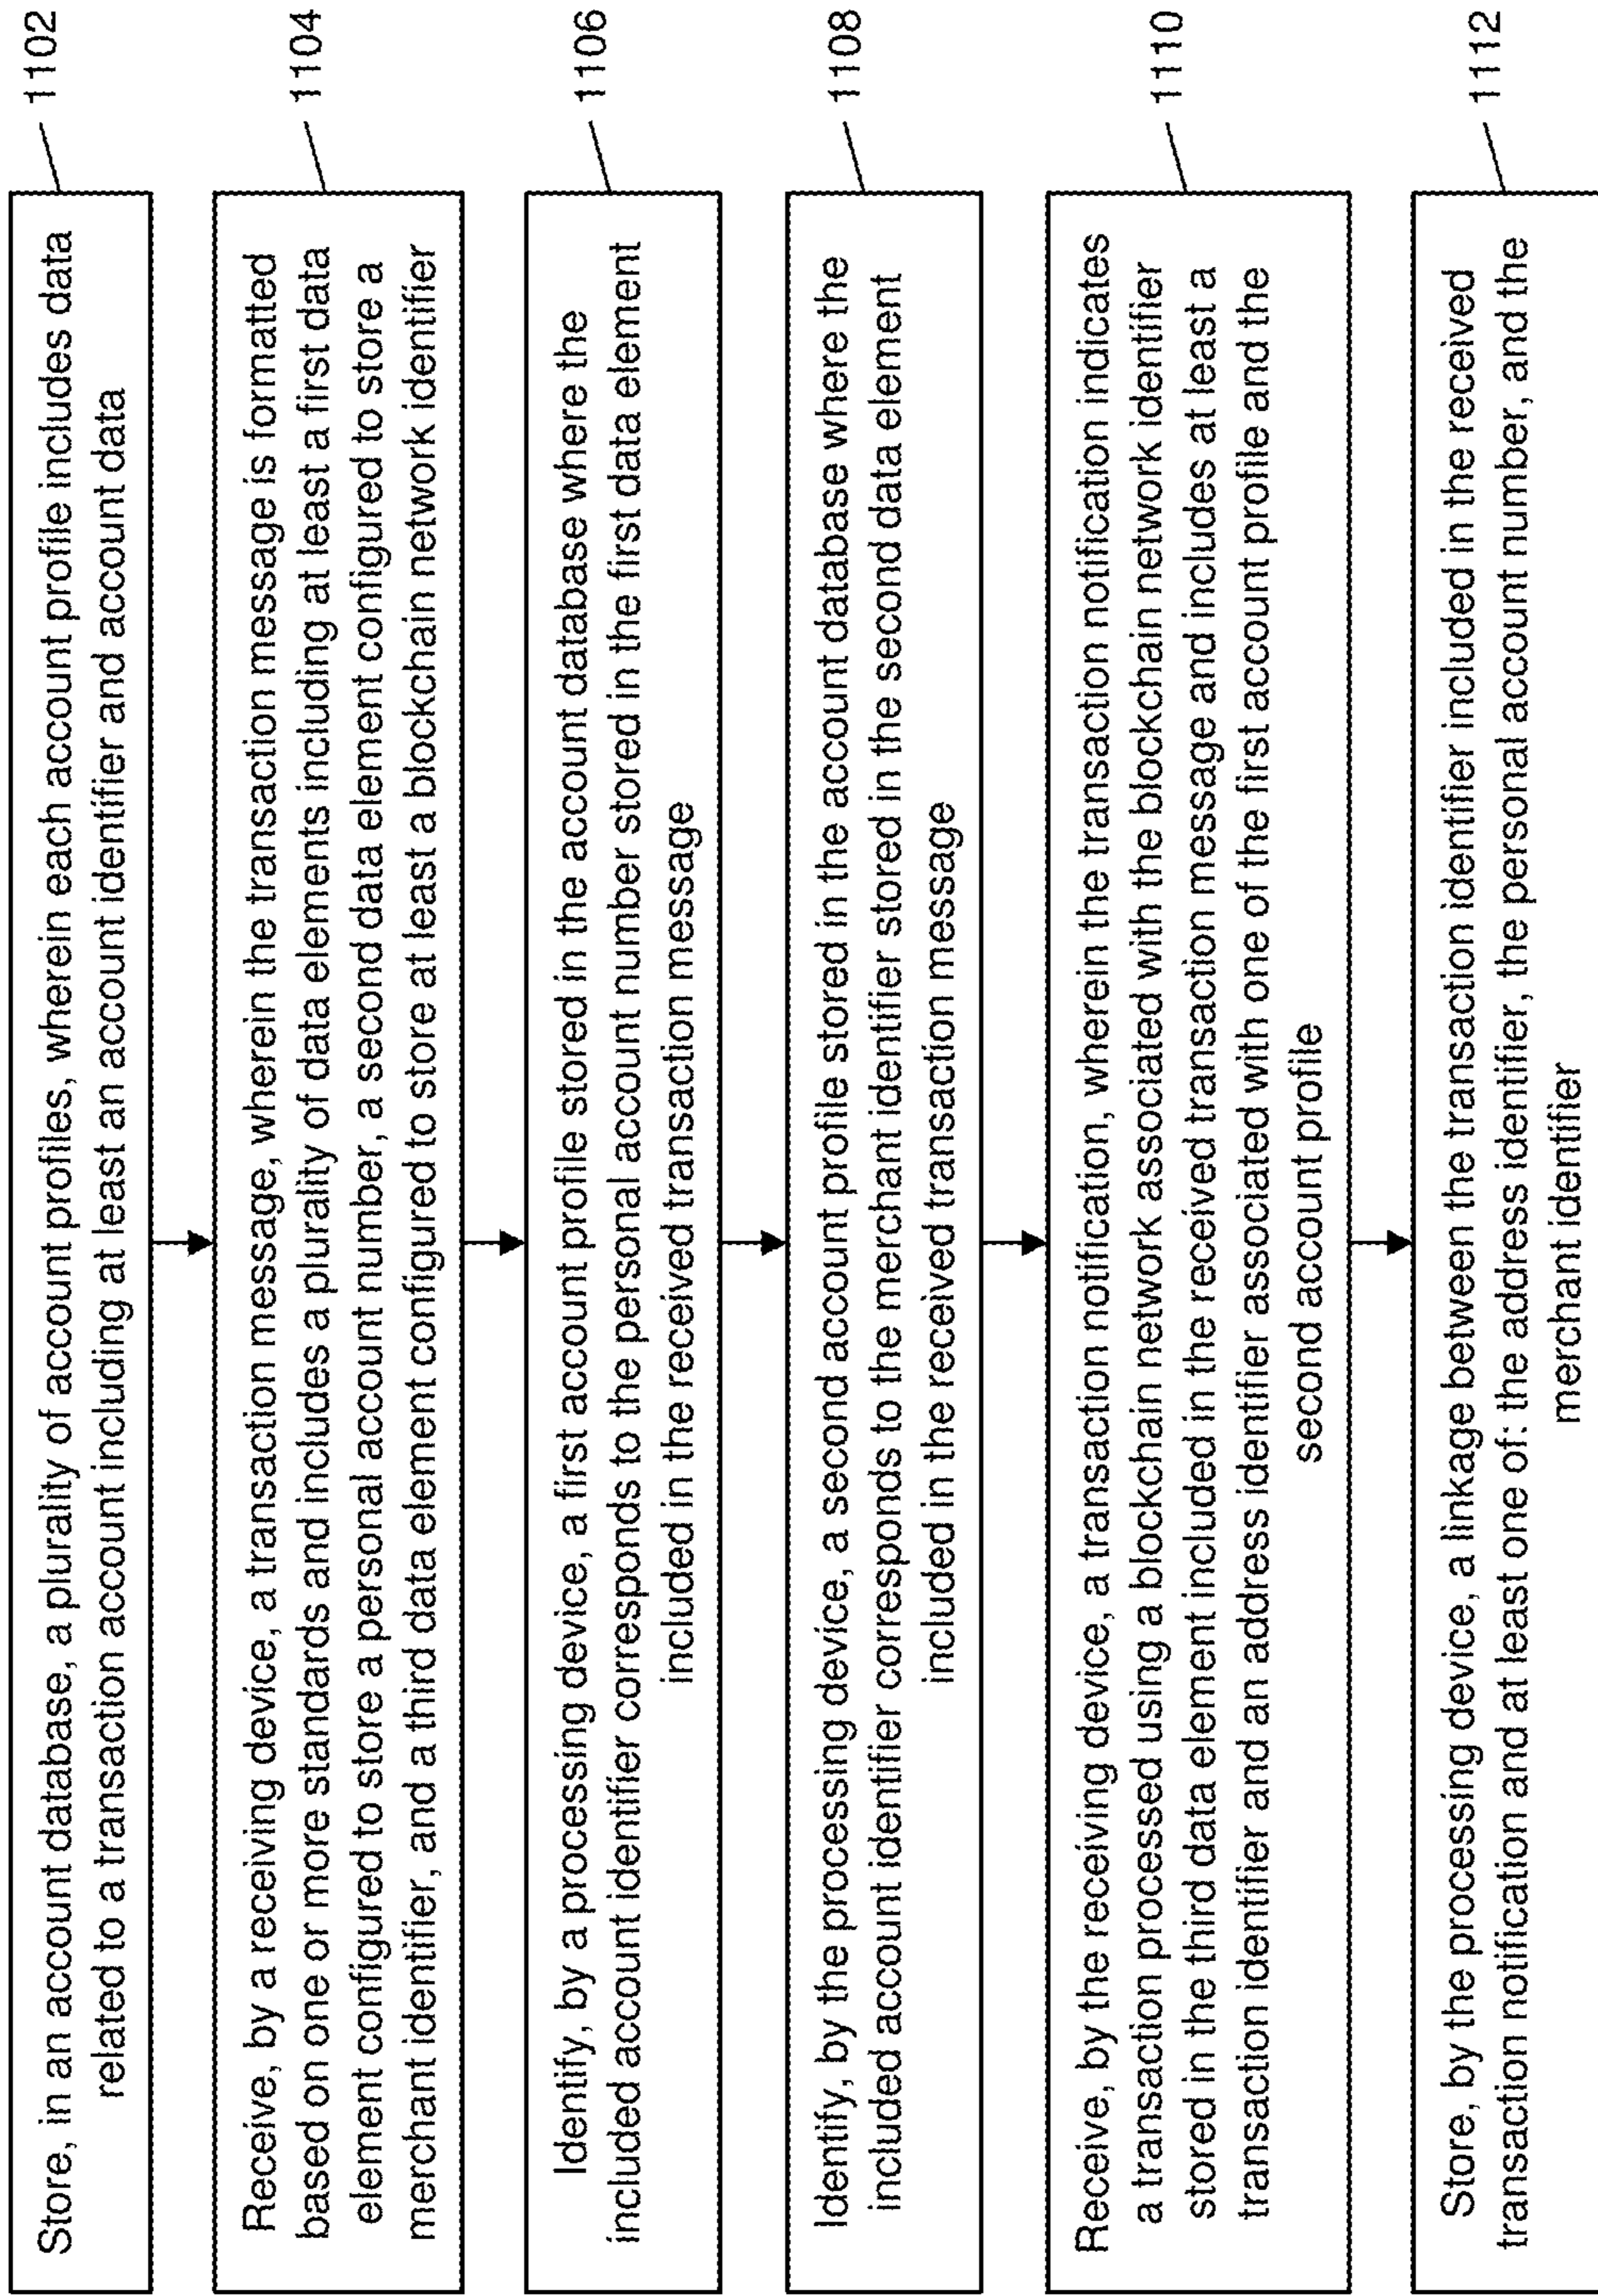 Store, in an account database, a plurality of account profiles, wherein each account profile includes data
related to a transaction account including at least an account identifier and account data
1102
Receive, by a receiving device, a transaction message, wherein the transaction message is formatted
based on one or more standards and includes a plurality of data elements including at least a first data
element configured to store a personal account number, a second data element configured to store a
merchant identifier, and a third data element configured to store at least a blockchain network identifier
1104
Identify, by a processing device, a first account profile stored in the account database where the
included account identifier corresponds to the personal account number stored in the first data element
included in the received transaction message
1106
Identify, by the processing device, a second account profile stored in the account database where the
included account identifier corresponds to the merchant identifier stored in the second data element
included in the received transaction message
1108
Receive, by the receiving device, a transaction notification, wherein the transaction notification indicates
a transaction processed using a blockchain network associated with the blockchain network identifier
stored in the third data element included in the received transaction message and includes at least a
transaction identifier and an address identifier associated with one of the first account profile and the
second account profile
1110
Store, by the processing device, a linkage between the transaction identifier included in the received
transaction notification and at least one of: the address identifier, the personal account number, and the
merchant identifier
1112